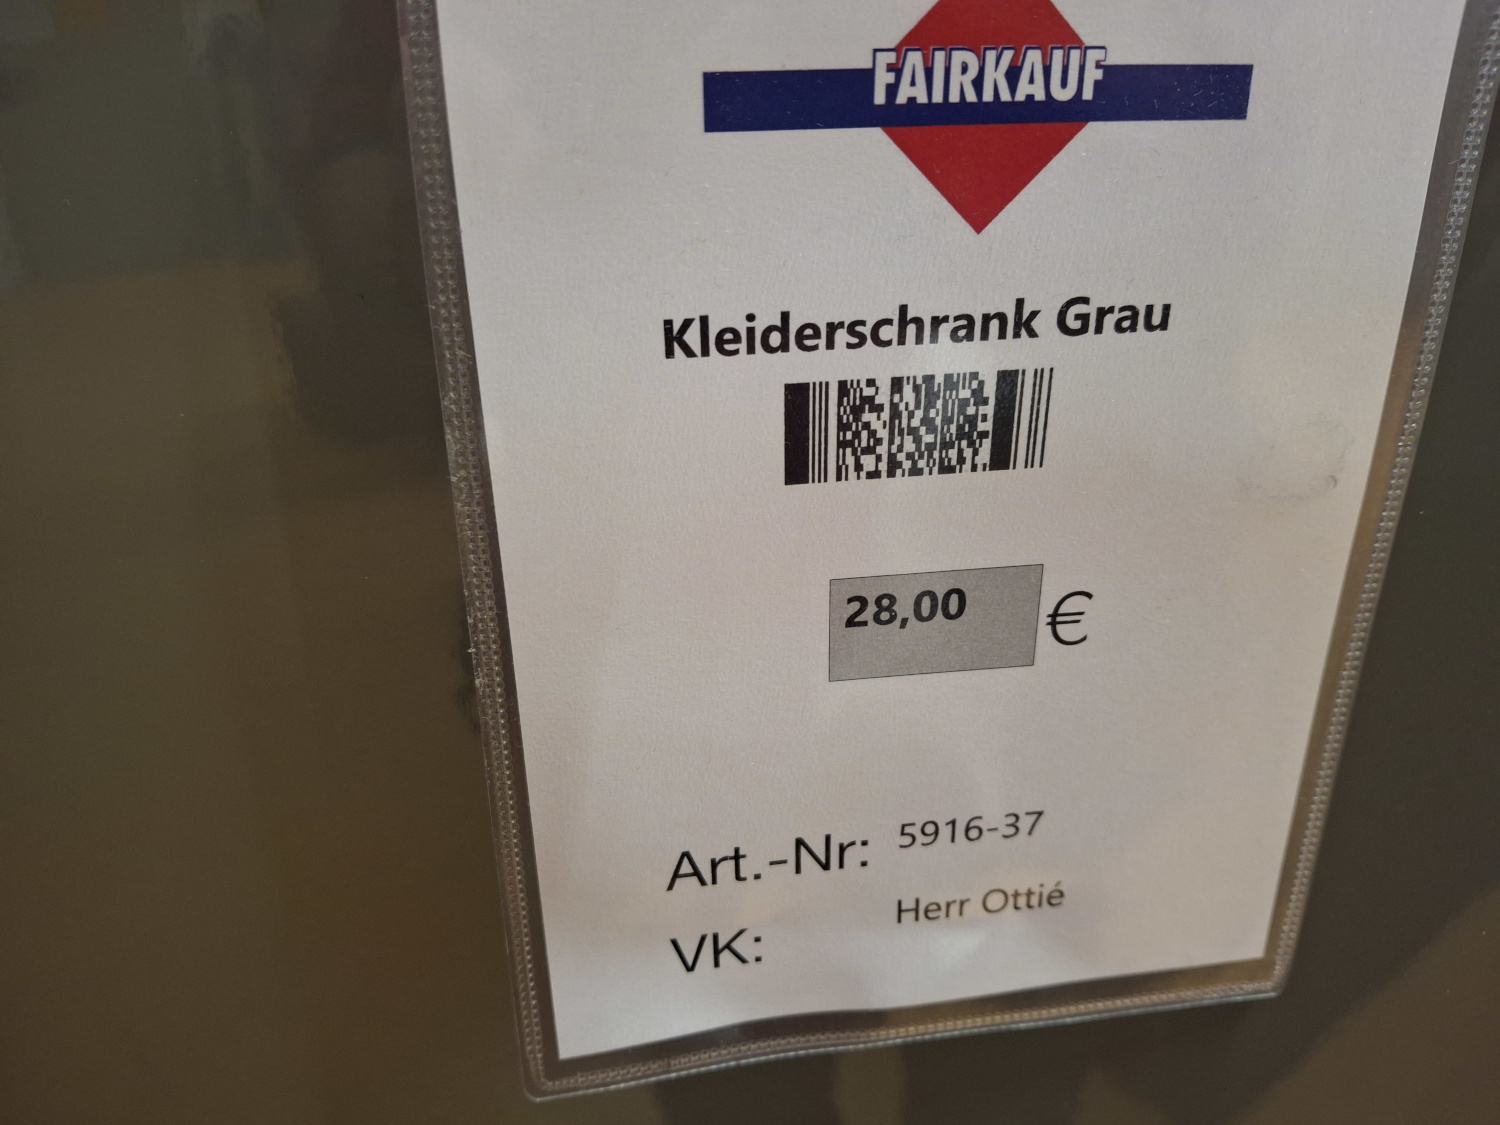 FAIRKAUF
Kleiderschrank Grau
28,00 €
Art.-Nr: 5916-37
VK: Herr Ottié